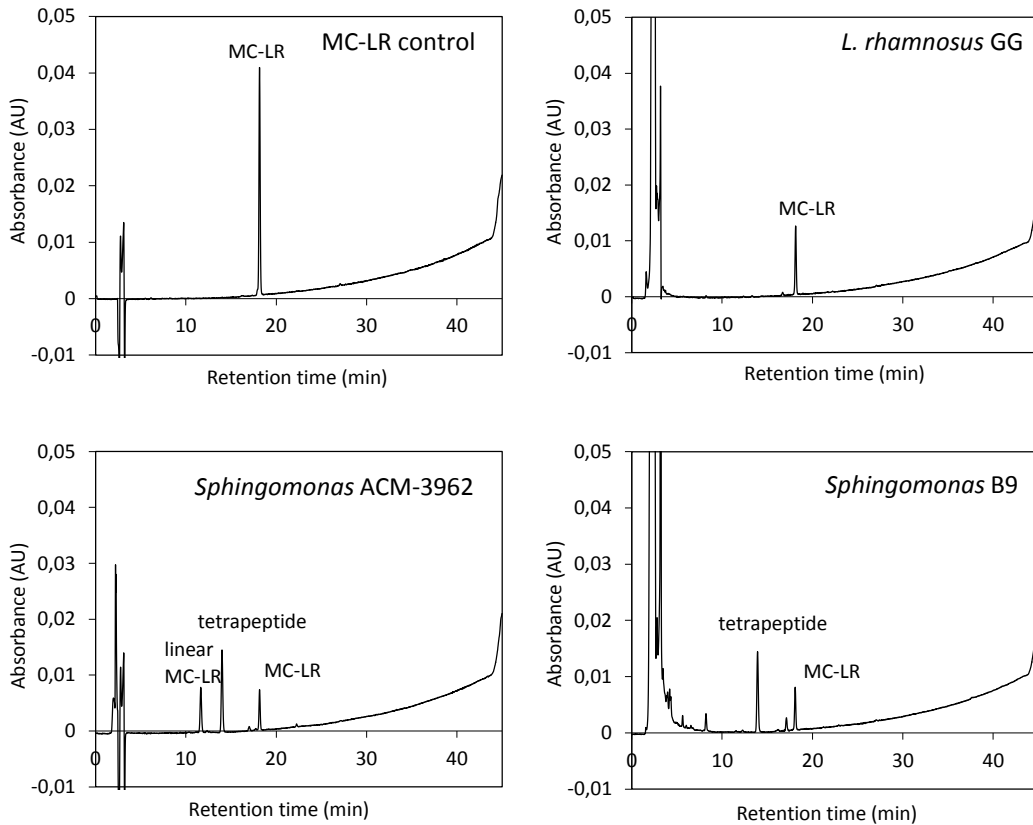 0,05
MC-LR control
MC-LR
0,04
0,03
0,02
0,01
0
-0,01
0 10 20 30 40
Absorbance (AU)
Retention time (min)
0,05
L. rhamnosus GG
0,04
0,03
0,02
MC-LR
0,01
0
-0,01
0 10 20 30 40
Absorbance (AU)
Retention time (min)
0,05
Sphingomonas ACM-3962
0,04
0,03
0,02
tetrapeptide
linear
MC-LR
MC-LR
0,01
0
-0,01
0 10 20 30 40
Absorbance (AU)
Retention time (min)
0,05
Sphingomonas B9
0,04
0,03
0,02
tetrapeptide
MC-LR
0,01
0
-0,01
0 10 20 30 40
Absorbance (AU)
Retention time (min)